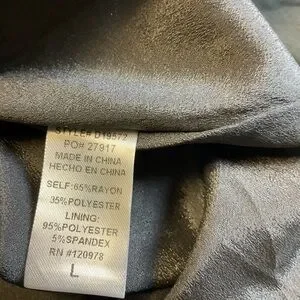 STYLE# D19572
PO# 27917
MADE IN CHINA
HECHO EN CHINA
SELF:65%RAYON
35%POLYESTER
LINING:
95%POLYESTER
5%SPANDEX
RN #120978
L